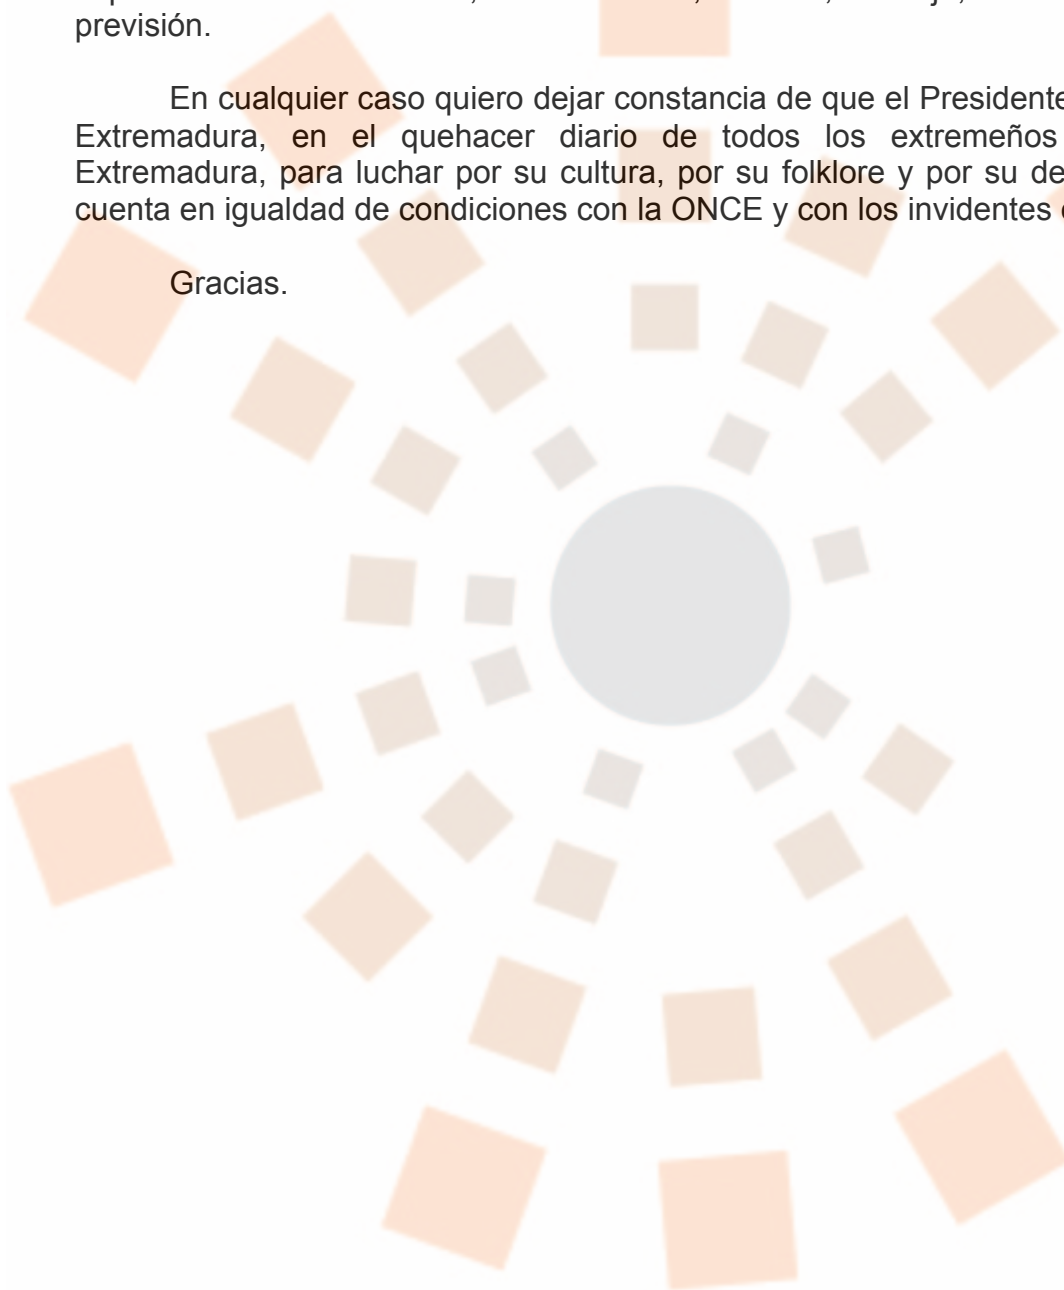 previsión.
En cualquier caso quiero dejar constancia de que el Presidente
Extremadura, en el quehacer diario de todos los extremeños
Extremadura, para luchar por su cultura, por su folklore y por su de
cuenta en igualdad de condiciones con la ONCE y con los invidentes
Gracias.